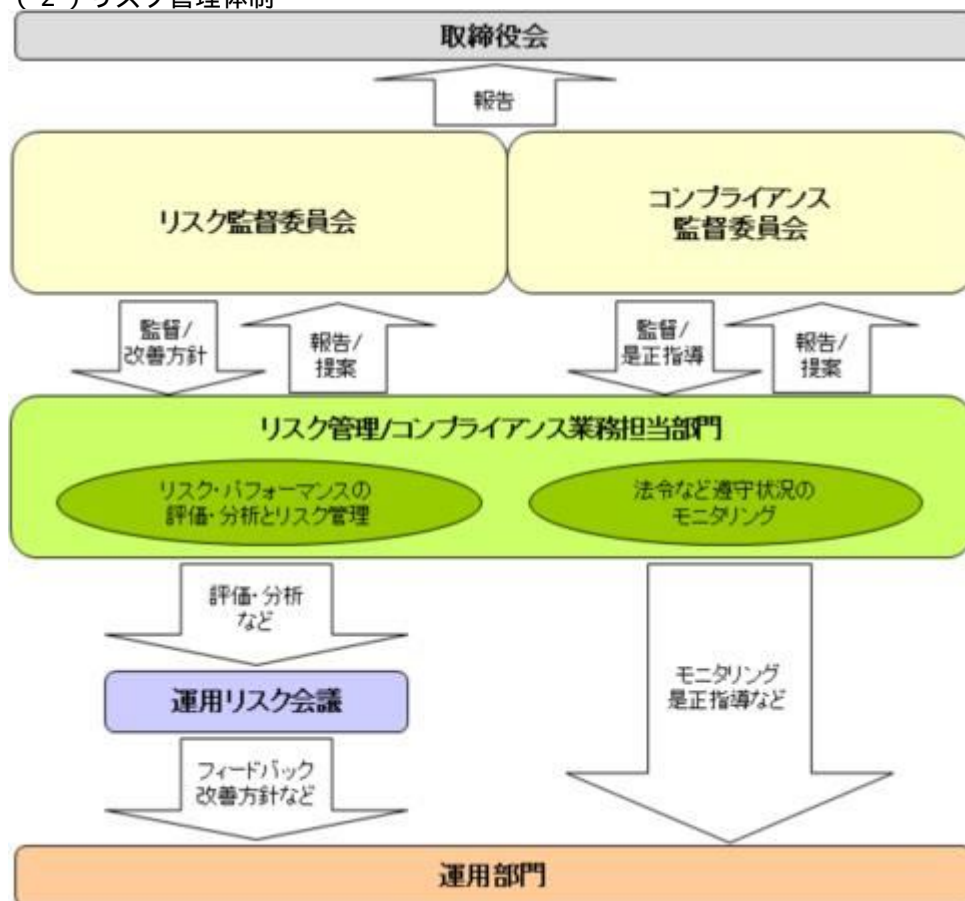 （２）リスク管理体制
取締役会
報告
リスク監督委員会
コンプライアンス
監督委員会
監督/
改善方針
報告/
提案
監督/
是正指導
報告/
提案
リスク管理/コンプライアンス業務担当部門
リスク・パフォーマンスの
評価・分析とリスク管理
法令など遵守状況の
モニタリング
評価・分析
など
運用リスク会議
モニタリング
是正指導など
フィードバック
改善方針など
運用部門